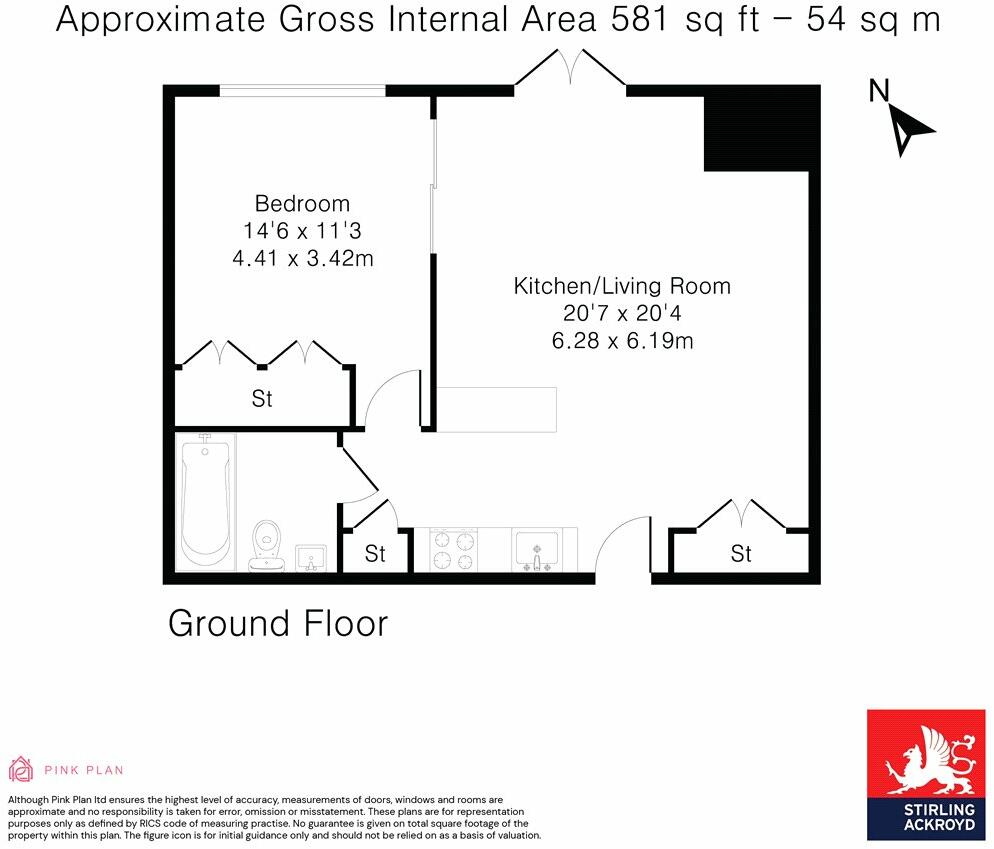 Approximate Gross Internal Area 581 sq ft – 54 sq m
N
Bedroom
14'6 x 11'3
4.41 x 3.42m
Kitchen/Living Room
20'7 x 20'4
6.28 x 6.19m
St
St
St
Ground Floor
PINK PLAN
Although Pink Plan ltd ensures the highest level of accuracy, measurements of doors, windows and rooms are
approximate and no responsibility is taken for error, omission or misstatement. These plans are for representation
purposes only as defined by RICS code of measuring practise. No guarantee is given on total square footage of the
property within this plan. The figure icon is for initial guidance only and should not be relied on as a basis of valuation.
STIRLING
ACKROYD